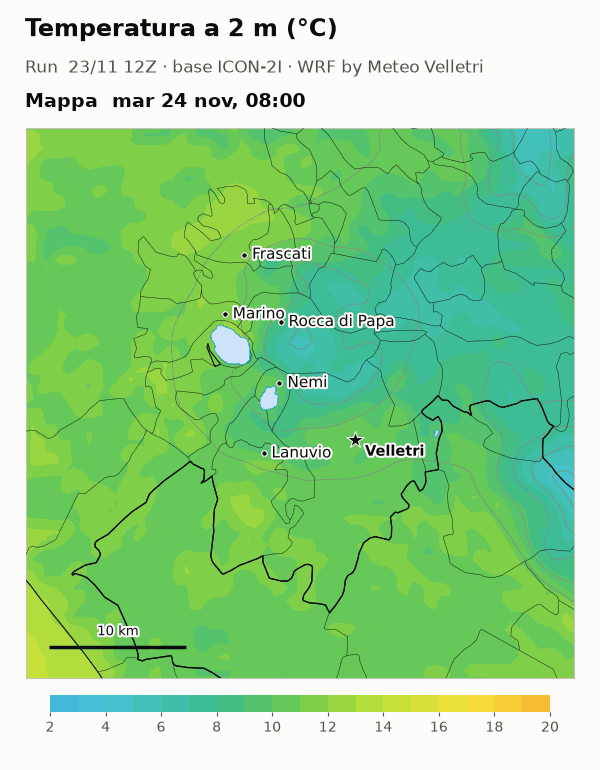 Temperatura a 2 m (°C)
Run  23/11 12Z · base ICON-2I · WRF by Meteo Velletri
Mappa  mar 24 nov, 08:00
Frascati
Marino
Rocca di Papa
Nemi
Velletri
Lanuvio
10 km
2 4 6 8 10 12 14 16 18 20